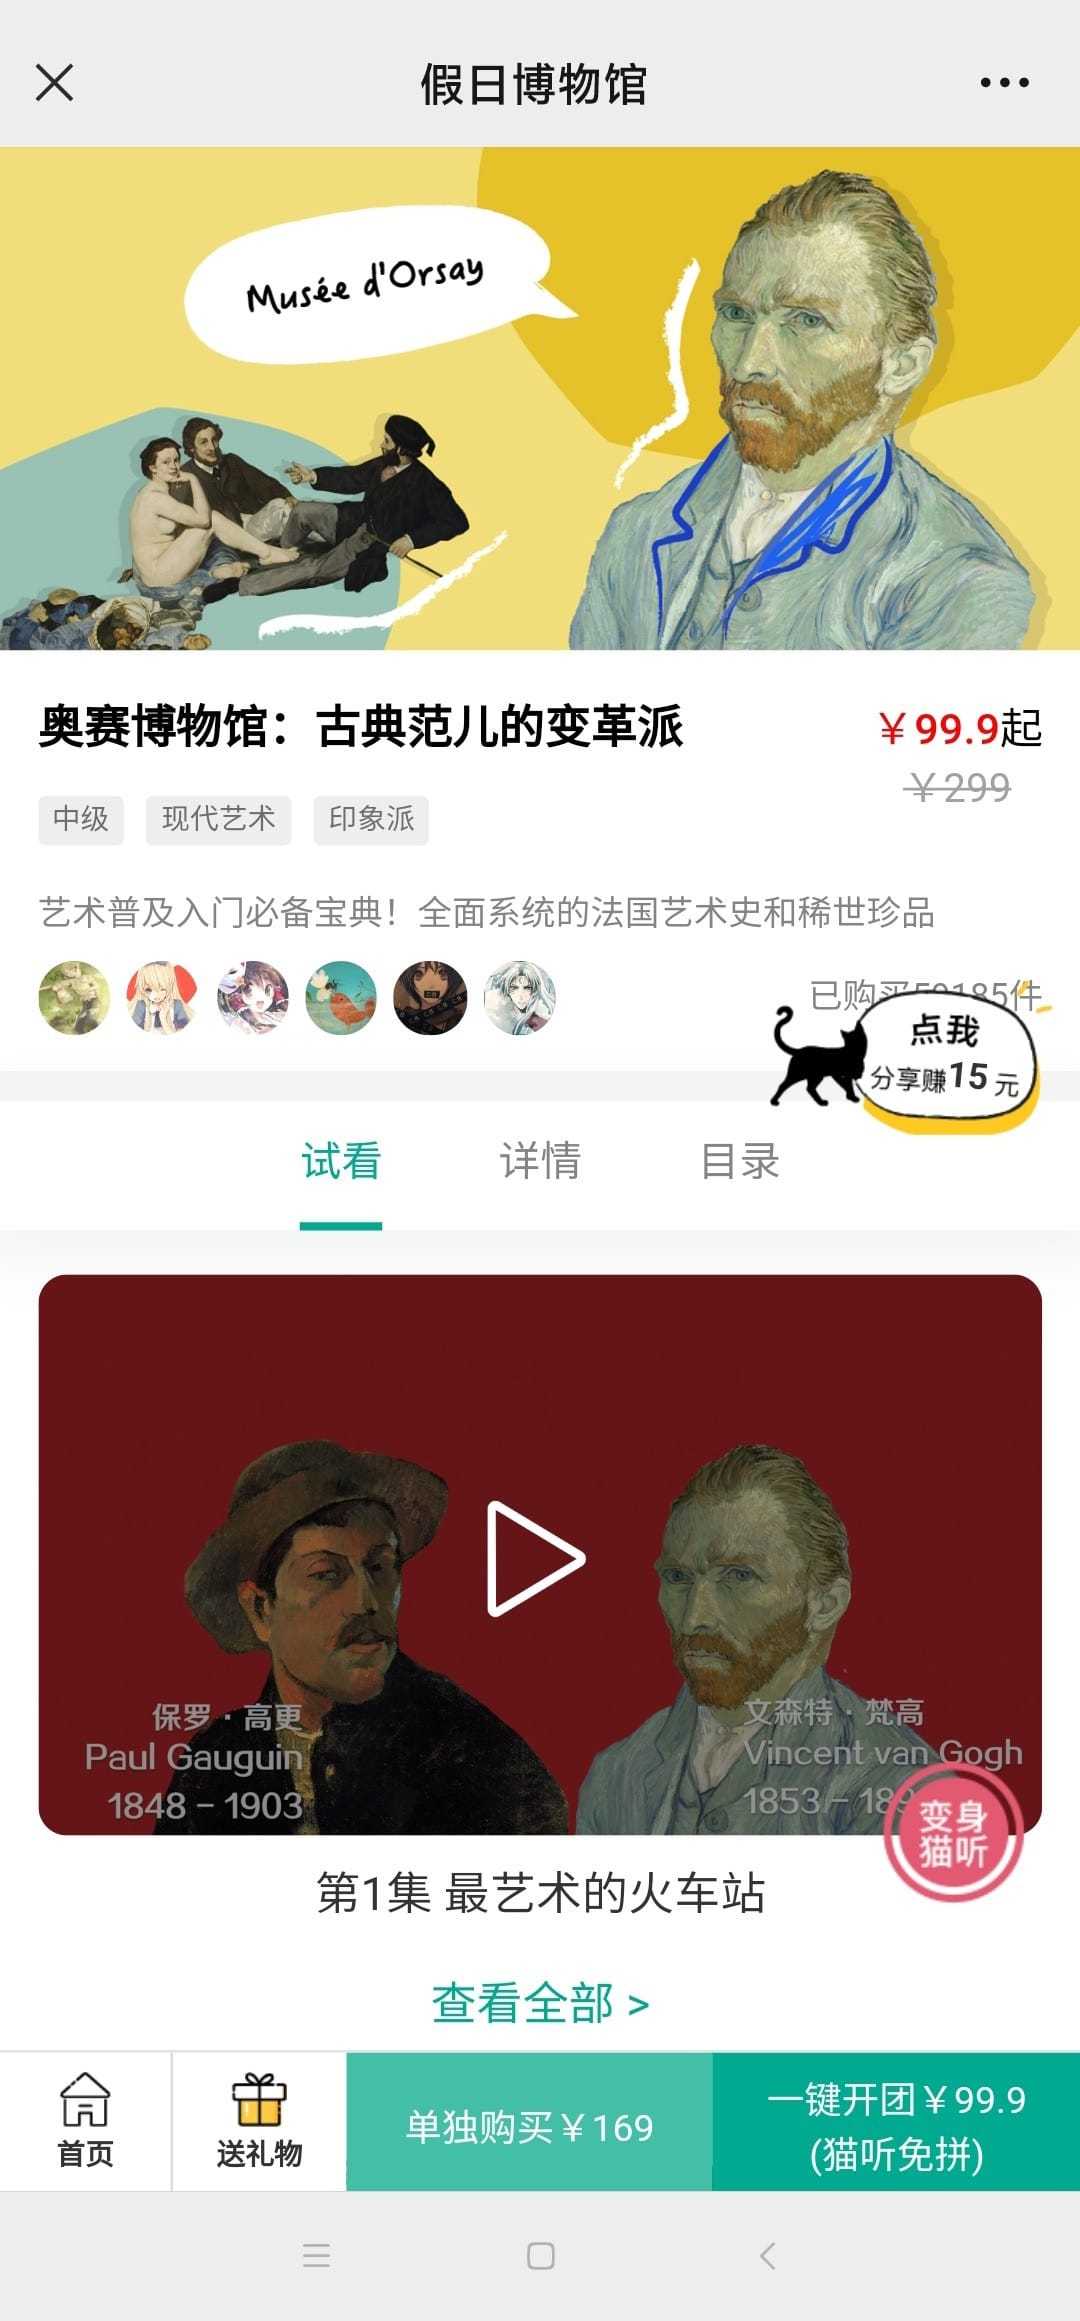 假日博物馆
Musée d'Orsay
奥赛博物馆：古典范儿的变革派
￥99.9起
￥299
中级 现代艺术 印象派
艺术普及入门必备宝典！全面系统的法国艺术史和稀世珍品
已购买59185件
点我
分享赚15元
试看 详情 目录
保罗·高更
Paul Gauguin
1848 – 1903
文森特·梵高
Vincent van Gogh
1853 – 189
变身
猫听
第1集 最艺术的火车站
查看全部 >
首页
送礼物
单独购买￥169
一键开团￥99.9
(猫听免拼)